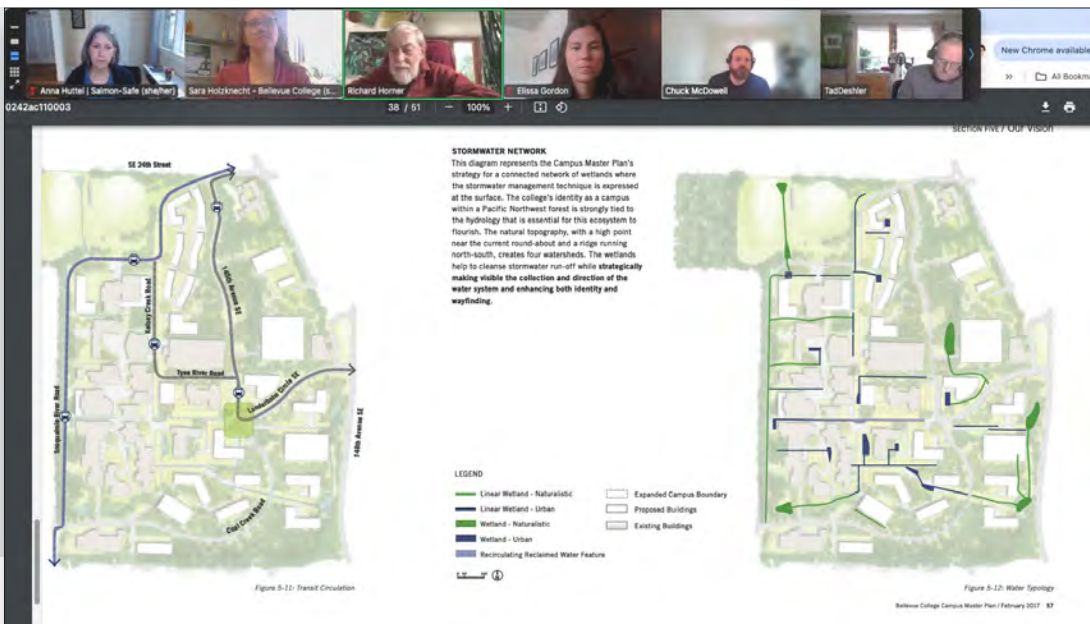 New Chrome available
All Bookma
Anna Huttel | Salmon-Safe (she/her)
Sara Holzknecht - Bellevue College (s...
Richard Horner
Elissa Gordon
Chuck McDowell
TadDeshler
0242ac110003
38 / 51
100%
SECTION FIVE / Our Vision
SE 24th Street
140th Avenue SE
Kelsey Creek Road
Tyee River Road
Landerholm Circle SE
Snoqualmie River Road
148th Avenue SE
Coal Creek Road
Figure 5-11: Transit Circulation
STORMWATER NETWORK
This diagram represents the Campus Master Plan's
strategy for a connected network of wetlands where
the stormwater management technique is expressed
at the surface. The college's identity as a campus
within a Pacific Northwest forest is strongly tied to
the hydrology that is essential for this ecosystem to
flourish. The natural topography, with a high point
near the current round-about and a ridge running
north-south, creates four watersheds. The wetlands
help to cleanse stormwater run-off while strategically
making visible the collection and direction of the
water system and enhancing both identity and
wayfinding.
LEGEND
Linear Wetland - Naturalistic
Linear Wetland - Urban
Wetland - Naturalistic
Wetland - Urban
Recirculating Reclaimed Water Feature
Expanded Campus Boundary
Proposed Buildings
Existing Buildings
Figure 5-12: Water Typology
Bellevue College Campus Master Plan / February 2017 57